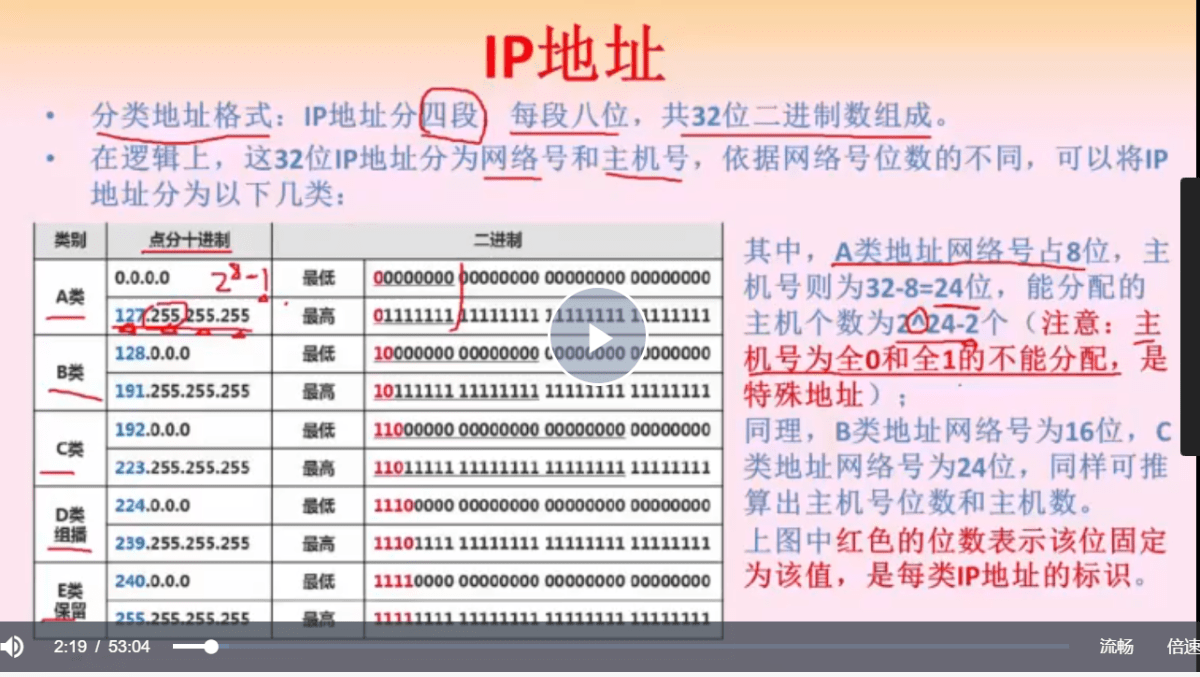 IP地址
• 分类地址格式：IP地址分四段，每段八位，共32位二进制数组成。
• 在逻辑上，这32位IP地址分为网络号和主机号，依据网络号位数的不同，可以将IP
地址分为以下几类：
类别 点分十进制 二进制
A类 0.0.0.0 最低 00000000 00000000 00000000 00000000
2^8-1
127.255.255.255 最高 01111111 11111111 11111111 11111111
B类 128.0.0.0 最低 10000000 00000000 00000000 00000000
191.255.255.255 最高 10111111 11111111 11111111 11111111
C类 192.0.0.0 最低 11000000 00000000 00000000 00000000
223.255.255.255 最高 11011111 11111111 11111111 11111111
D类 组播 224.0.0.0 最低 11100000 00000000 00000000 00000000
239.255.255.255 最高 11101111 11111111 11111111 11111111
E类 保留 240.0.0.0 最低 11110000 00000000 00000000 00000000
255.255.255.255 最高 11111111 11111111 11111111 11111111
其中，A类地址网络号占8位，主
机号则为32-8=24位，能分配的
主机个数为2^24-2个（注意：主
机号为全0和全1的不能分配，是
特殊地址）；
同理，B类地址网络号为16位，C
类地址网络号为24位，同样可推
算出主机号位数和主机数。
上图中红色的位数表示该位固定
为该值，是每类IP地址的标识。
2:19 / 53:04 流畅 倍速